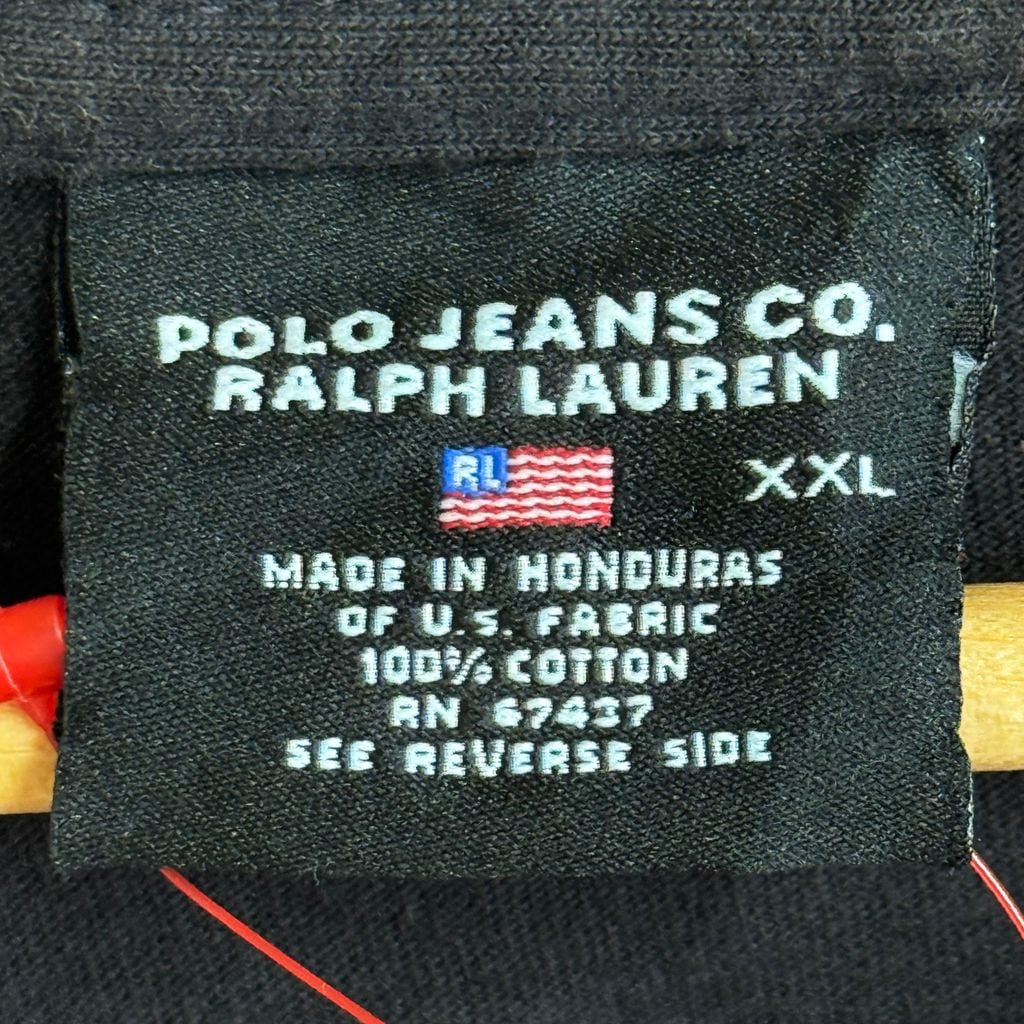 POLO JEANS CO.
RALPH LAUREN
RL
XXL
MADE IN HONDURAS
OF U.S. FABRIC
100% COTTON
RN 67437
SEE REVERSE SIDE